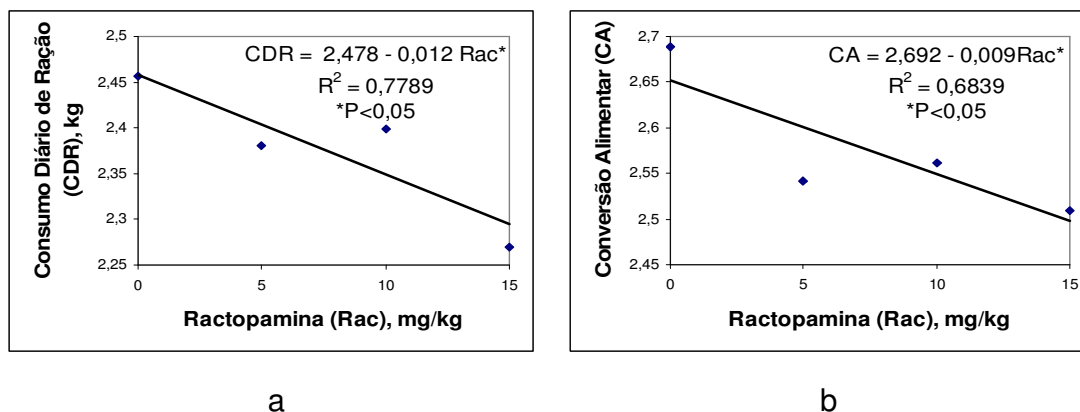 2,5
2,45
2,4
2,35
2,3
2,25
0
5
10
15
Consumo Diário de Ração
(CDR), kg
Ractopamina (Rac), mg/kg
CDR = 2,478 - 0,012 Rac*
R² = 0,7789
*P<0,05
a
2,7
2,65
2,6
2,55
2,5
2,45
0
5
10
15
Conversão Alimentar (CA)
Ractopamina (Rac), mg/kg
CA = 2,692 - 0,009Rac*
R² = 0,6839
*P<0,05
b